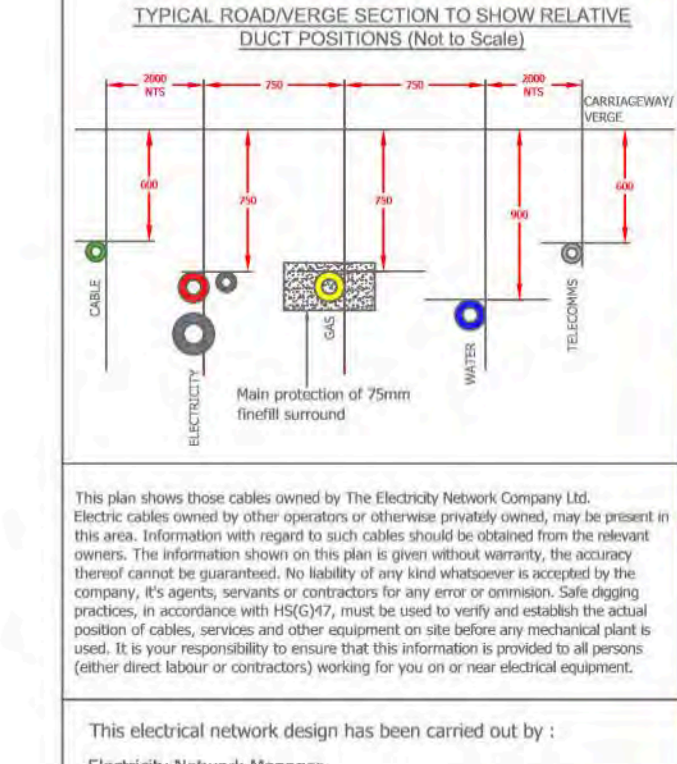 TYPICAL ROAD/VERGE SECTION TO SHOW RELATIVE
DUCT POSITIONS (Not to Scale)
2000
NTS
750
750
2000
NTS
CARRIAGEWAY/
VERGE
600
750
750
900
600
CABLE
ELECTRICITY
GAS
WATER
TELECOMMS
Main protection of 75mm
finefill surround
This plan shows those cables owned by The Electricity Network Company Ltd.
Electric cables owned by other operators or otherwise privately owned, may be present in
this area. Information with regard to such cables should be obtained from the relevant
owners. The information shown on this plan is given without warranty, the accuracy
thereof cannot be guaranteed. No liability of any kind whatsoever is accepted by the
company, it's agents, servants or contractors for any error or ommision. Safe digging
practices, in accordance with HS(G)47, must be used to verify and establish the actual
position of cables, services and other equipment on site before any mechanical plant is
used. It is your responsibility to ensure that this information is provided to all persons
(either direct labour or contractors) working for you on or near electrical equipment.
This electrical network design has been carried out by :
Electricity Network Manager